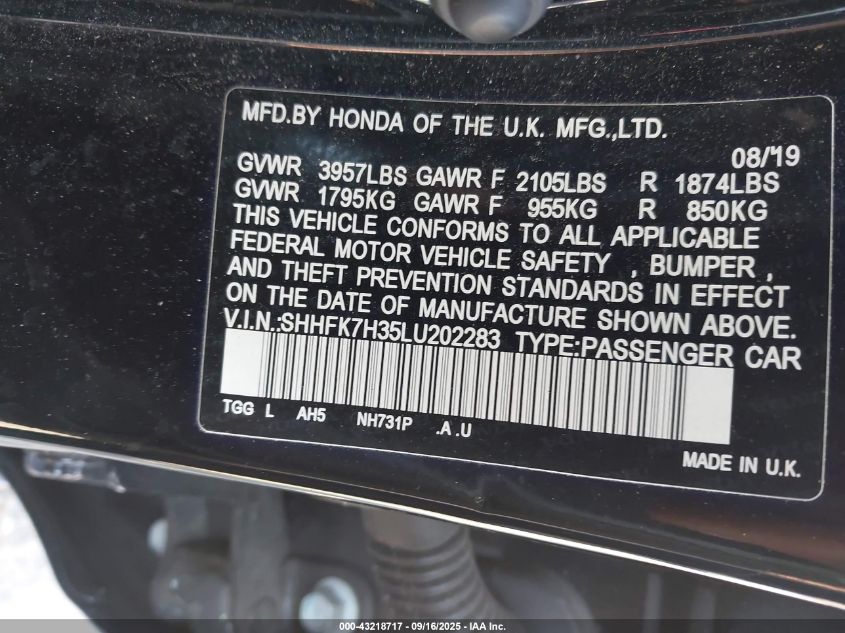 MFD.BY HONDA OF THE U.K. MFG.,LTD.
08/'19
GVWR 3957LBS GAWR F 2105LBS R 1874LBS
GVWR 1795KG GAWR F 955KG R 850KG
THIS VEHICLE CONFORMS TO ALL APPLICABLE
FEDERAL MOTOR VEHICLE SAFETY , BUMPER ,
AND THEFT PREVENTION STANDARDS IN EFFECT
ON THE DATE OF MANUFACTURE SHOWN ABOVE.
V.I.N.:SHHFK7H35LU202283 TYPE:PASSENGER CAR
TGG L AH5 NH731P .A .U
MADE IN U.K.
000-43218717 - 09/16/2025 - IAA Inc.